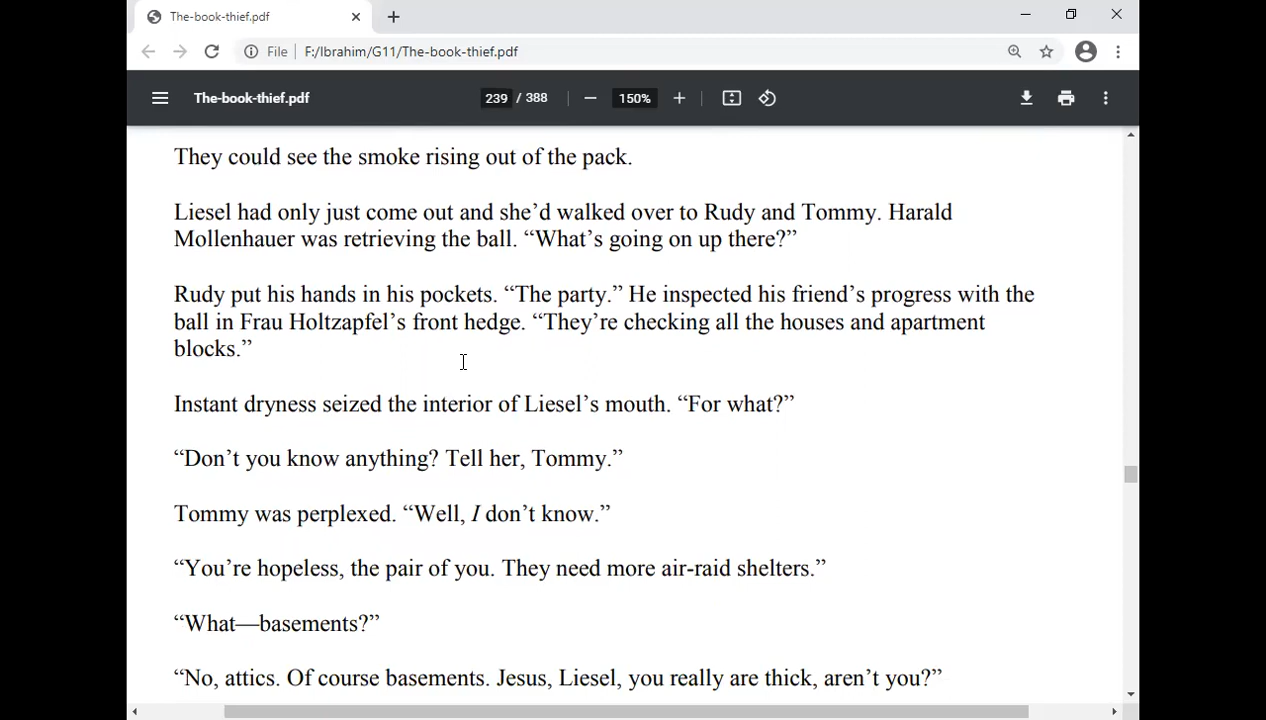 The-book-thief.pdf
File F:/Ibrahim/G11/The-book-thief.pdf
The-book-thief.pdf 239 / 388 150%
They could see the smoke rising out of the pack.
Liesel had only just come out and she’d walked over to Rudy and Tommy. Harald
Mollenhauer was retrieving the ball. “What’s going on up there?”
Rudy put his hands in his pockets. “The party.” He inspected his friend’s progress with the
ball in Frau Holtzapfel’s front hedge. “They’re checking all the houses and apartment
blocks.”
Instant dryness seized the interior of Liesel’s mouth. “For what?”
“Don’t you know anything? Tell her, Tommy.”
Tommy was perplexed. “Well, I don’t know.”
“You’re hopeless, the pair of you. They need more air-raid shelters.”
“What—basements?”
“No, attics. Of course basements. Jesus, Liesel, you really are thick, aren’t you?”